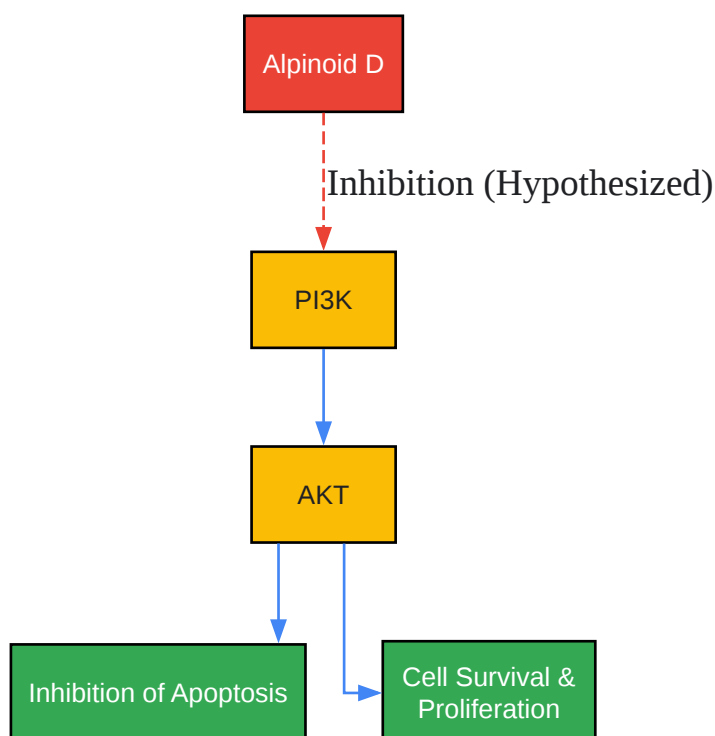 Alpinoid D
Inhibition (Hypothesized)
PI3K
AKT
Inhibition of Apoptosis
Cell Survival &
Proliferation